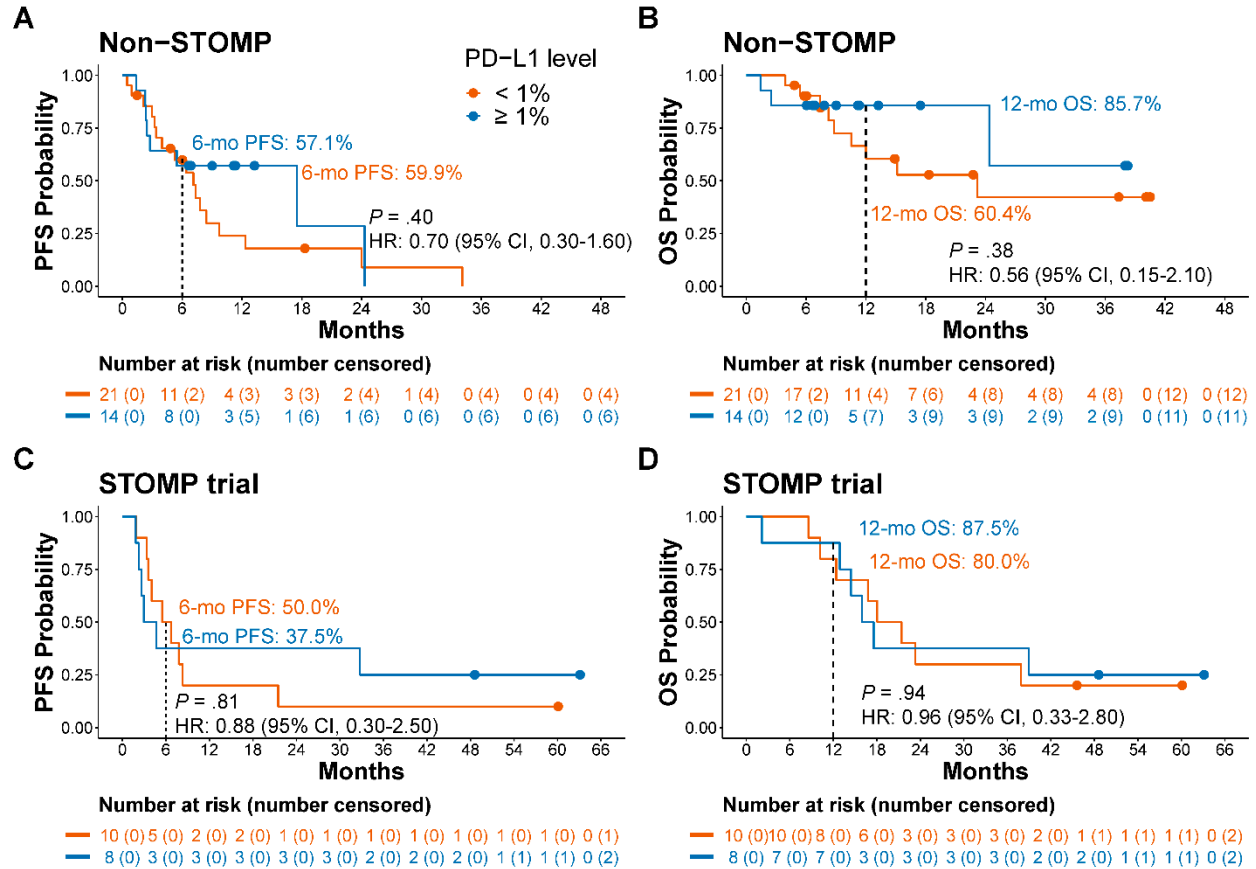 A
Non−STOMP
PD−L1 level
< 1%
≥ 1%
PFS Probability
1.00
0.75
0.50
0.25
0.00
6-mo PFS: 57.1%
6-mo PFS: 59.9%
P = .40
HR: 0.70 (95% CI, 0.30-1.60)
0 6 12 18 24 30 36 42 48
Months
Number at risk (number censored)
21 (0) 11 (2) 4 (3) 3 (3) 2 (4) 1 (4) 0 (4) 0 (4) 0 (4)
14 (0) 8 (0) 3 (5) 1 (6) 1 (6) 0 (6) 0 (6) 0 (6) 0 (6)
B
Non−STOMP
OS Probability
1.00
0.75
0.50
0.25
0.00
12-mo OS: 85.7%
12-mo OS: 60.4%
P = .38
HR: 0.56 (95% CI, 0.15-2.10)
0 6 12 18 24 30 36 42 48
Months
Number at risk (number censored)
21 (0) 17 (2) 11 (4) 7 (6) 4 (8) 4 (8) 4 (8) 0 (12) 0 (12)
14 (0) 12 (0) 5 (7) 3 (9) 3 (9) 2 (9) 2 (9) 0 (11) 0 (11)
C
STOMP trial
PFS Probability
1.00
0.75
0.50
0.25
0.00
6-mo PFS: 50.0%
6-mo PFS: 37.5%
P = .81
HR: 0.88 (95% CI, 0.30-2.50)
0 6 12 18 24 30 36 42 48 54 60 66
Months
Number at risk (number censored)
10 (0) 5 (0) 2 (0) 2 (0) 1 (0) 1 (0) 1 (0) 1 (0) 1 (0) 1 (0) 1 (0) 0 (1)
8 (0) 3 (0) 3 (0) 3 (0) 3 (0) 3 (0) 2 (0) 2 (0) 2 (0) 1 (1) 1 (1) 0 (2)
D
STOMP trial
OS Probability
1.00
0.75
0.50
0.25
0.00
12-mo OS: 87.5%
12-mo OS: 80.0%
P = .94
HR: 0.96 (95% CI, 0.33-2.80)
0 6 12 18 24 30 36 42 48 54 60 66
Months
Number at risk (number censored)
10 (0) 10 (0) 8 (0) 6 (0) 3 (0) 3 (0) 3 (0) 2 (0) 1 (1) 1 (1) 1 (1) 0 (2)
8 (0) 7 (0) 7 (0) 3 (0) 3 (0) 3 (0) 3 (0) 2 (0) 2 (0) 1 (1) 1 (1) 0 (2)